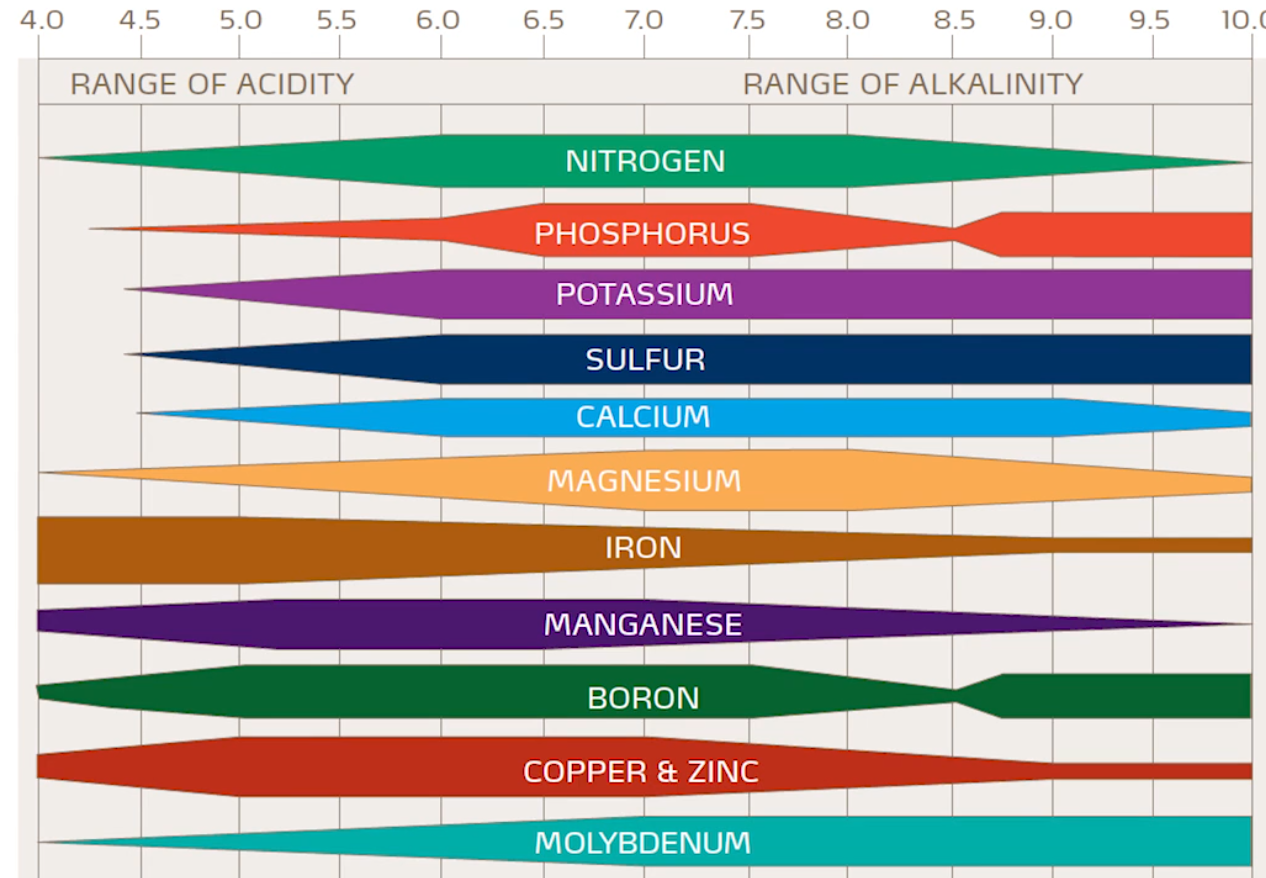 4.0 4.5 5.0 5.5 6.0 6.5 7.0 7.5 8.0 8.5 9.0 9.5 10.0
RANGE OF ACIDITY RANGE OF ALKALINITY
NITROGEN
PHOSPHORUS
POTASSIUM
SULFUR
CALCIUM
MAGNESIUM
IRON
MANGANESE
BORON
COPPER & ZINC
MOLYBDENUM